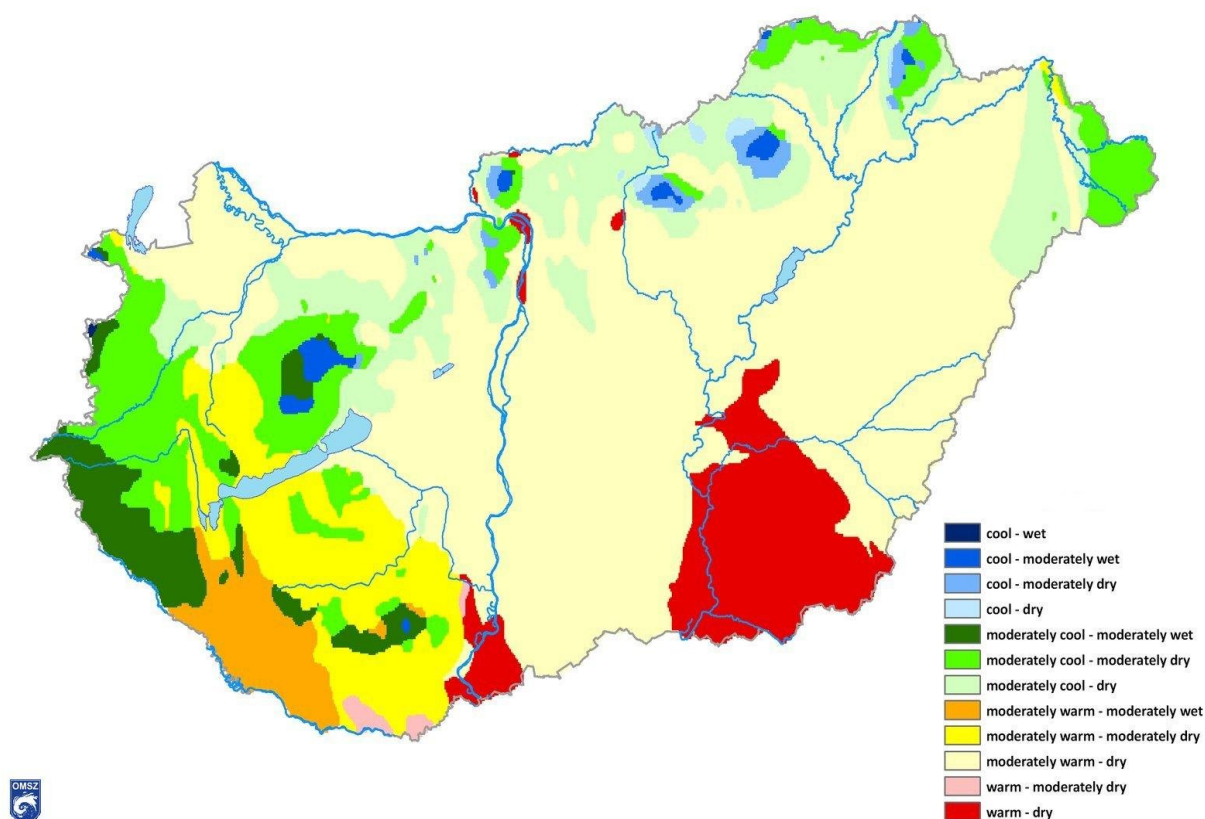 cool - wet
cool - moderately wet
cool - moderately dry
cool - dry
moderately cool - moderately wet
moderately cool - moderately dry
moderately cool - dry
moderately warm - moderately wet
moderately warm - moderately dry
moderately warm - dry
warm - moderately dry
warm - dry
OMSZ